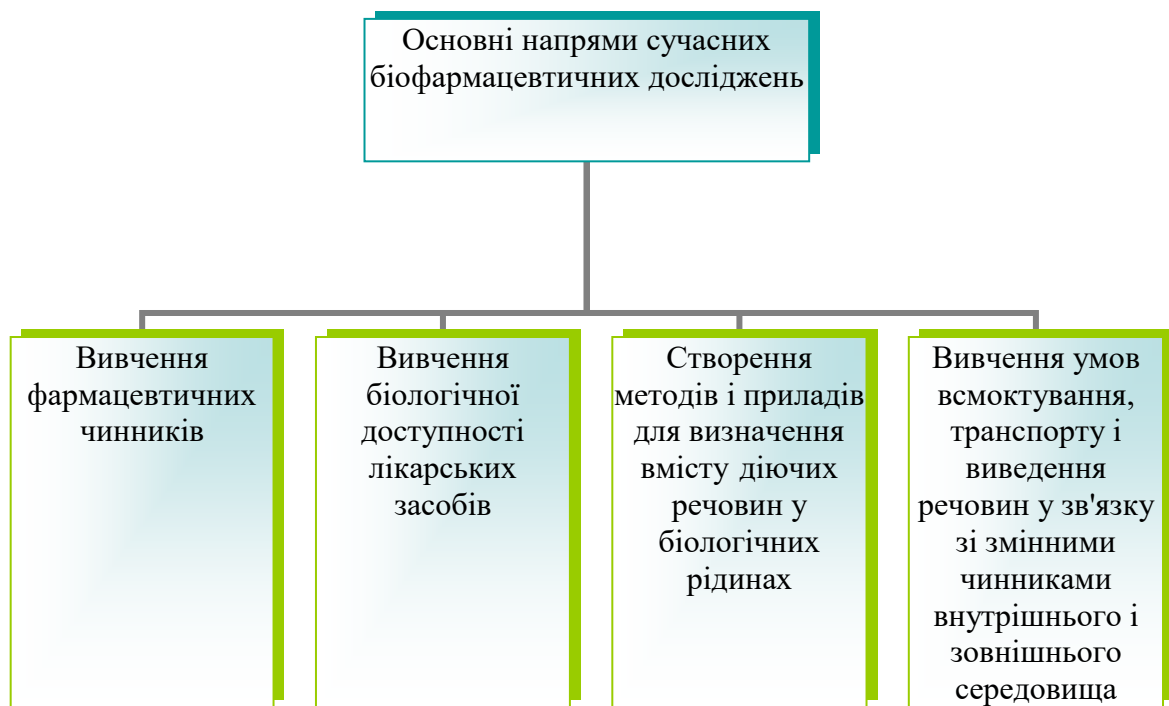 Основні напрями сучасних
біофармацевтичних досліджень
Вивчення
фармацевтичних
чинників
Вивчення
біологічної
доступності
лікарських
засобів
Створення
методів і приладів
для визначення
вмісту діючих
речовин у
біологічних
рідинах
Вивчення умов
всмоктування,
транспорту і
виведення
речовин у зв'язку
зі змінними
чинниками
внутрішнього і
зовнішнього
середовища